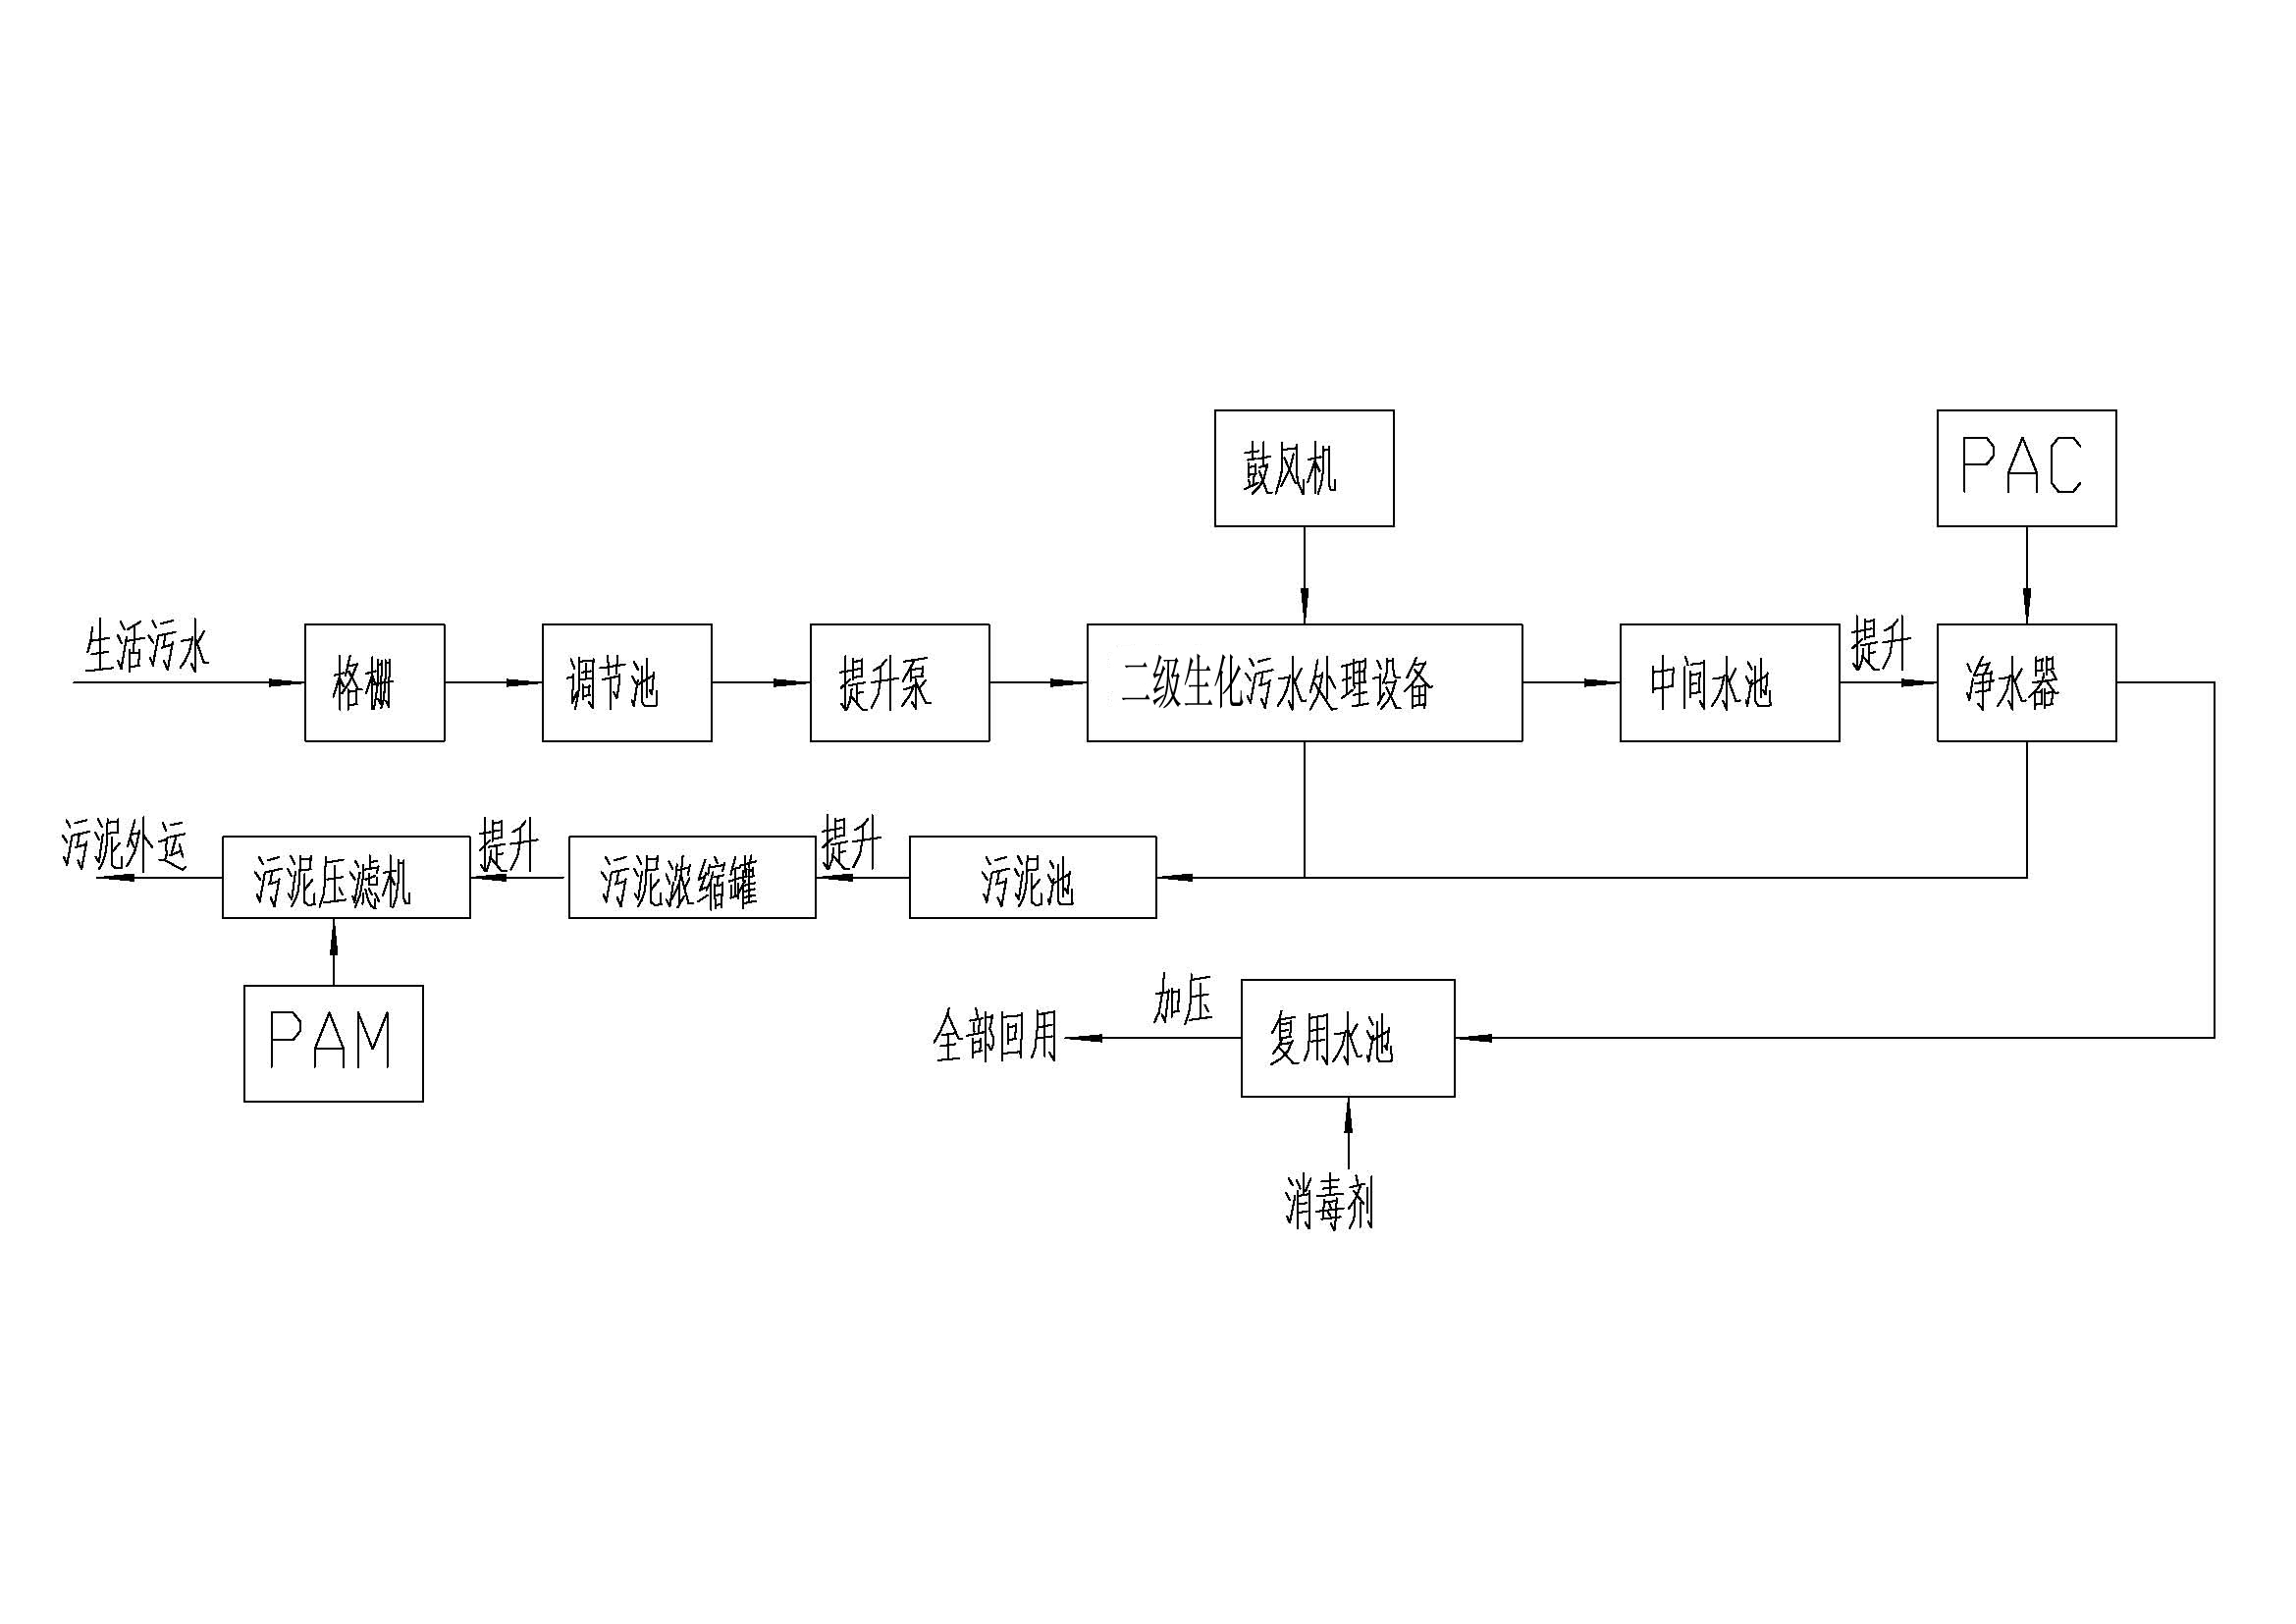 鼓风机
PAC
生活污水
格栅
调节池
提升泵
二级生化污水处理设备
中间水池
提升
净水器
污泥外运
污泥压滤机
提升
污泥浓缩罐
提升
污泥池
PAM
全部回用
加压
复用水池
消毒剂